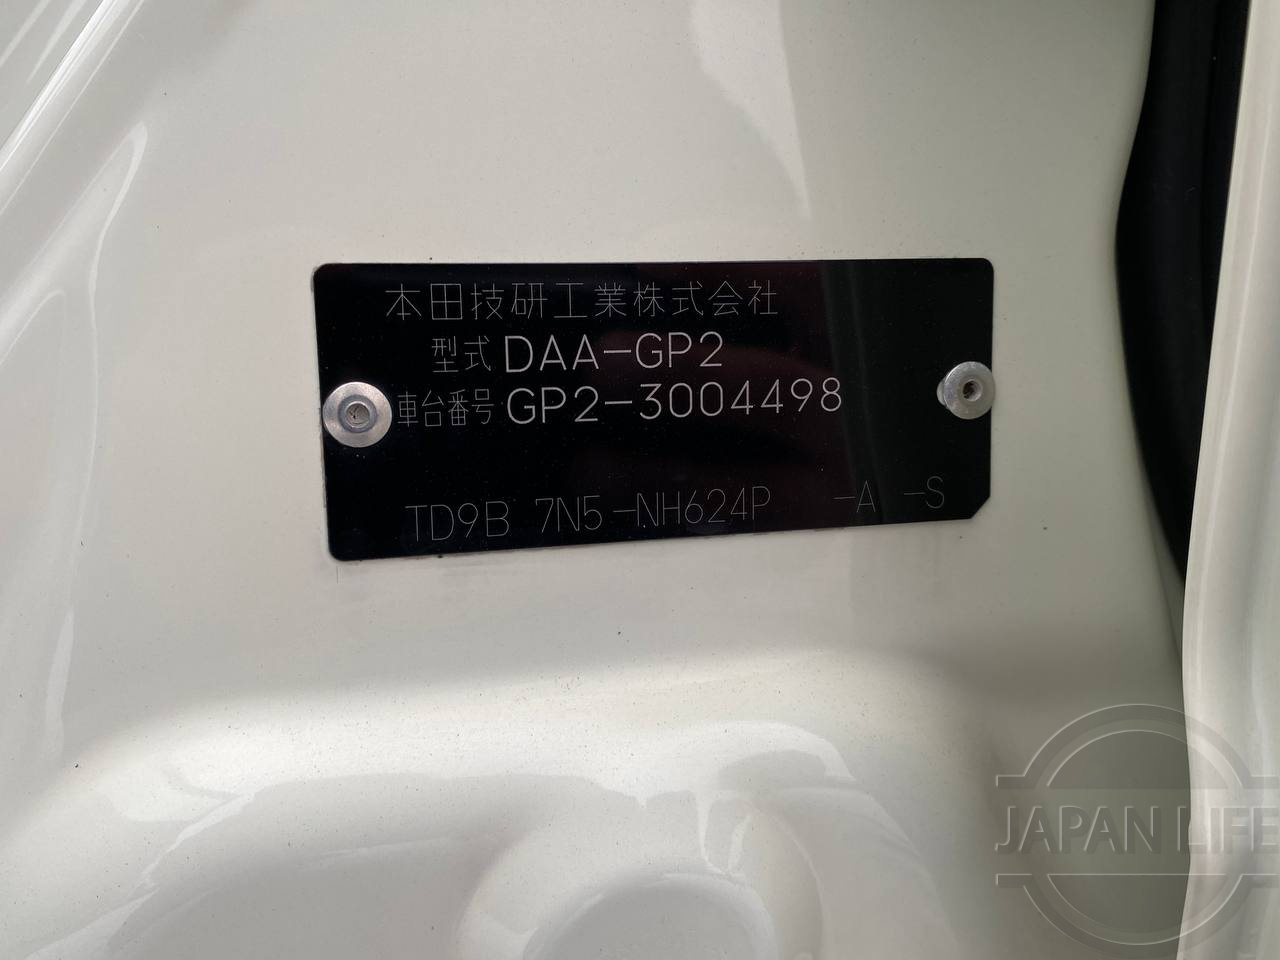 本田技研工業株式会社
型式 DAA-GP2
車台番号 GP2-3004498
TD9B 7N5-NH624P -A -S
JAPAN LIFE